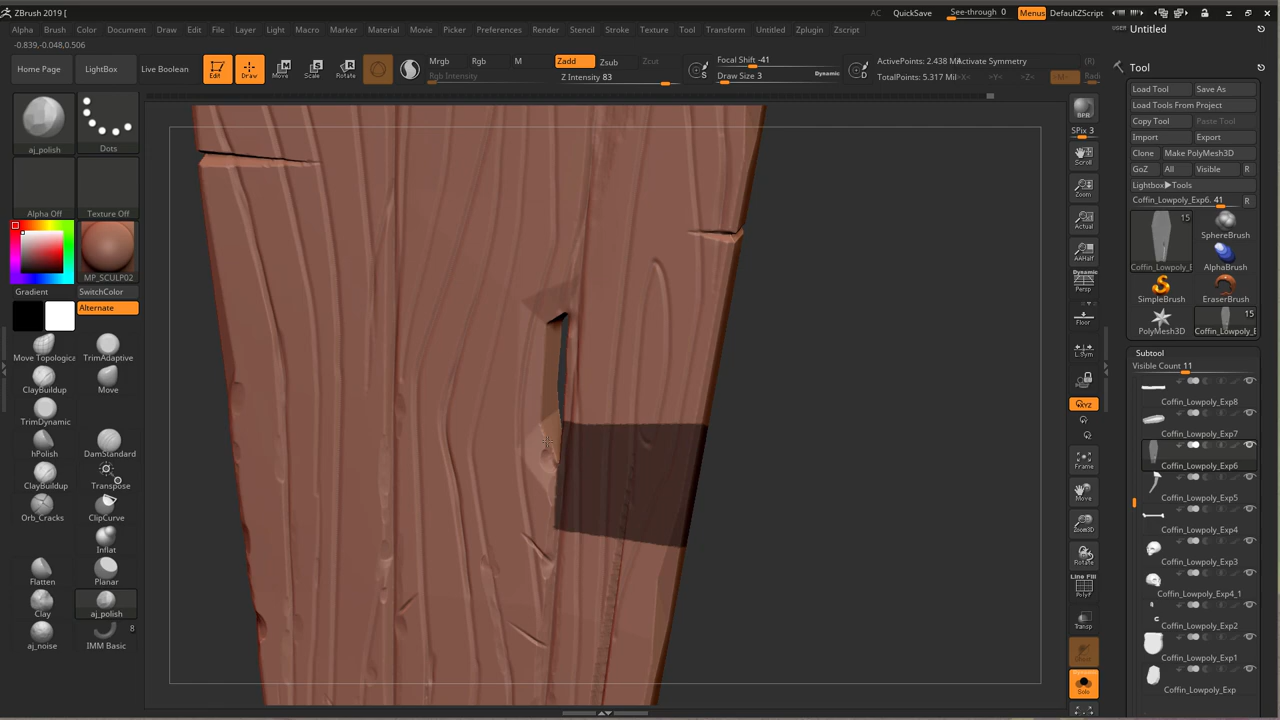 ZBrush 2019 [
AC QuickSave See-through 0 Menus DefaultZScript
Alpha Brush Color Document Draw Edit File Layer Light Macro Marker Material Movie Picker Preferences Render Stencil Stroke Texture Tool Transform Untitled Zplugin Zscript
Untitled
-0.839,-0.048,0.506
Home Page LightBox Live Boolean
Edit Draw Move Scale Rotate
Mrgb Rgb M
Rgb Intensity
Zadd Zsub Zcut
Z Intensity 83
Focal Shift -41
Draw Size 3 Dynamic
ActivePoints: 2.438 Mi
TotalPoints: 5.317 Mil
Activate Symmetry
(R)
Radi
Tool
Load Tool Save As
Load Tools From Project
Copy Tool Paste Tool
Import Export
Clone Make PolyMesh3D
GoZ All Visible R
Lightbox▶Tools
Coffin_Lowpoly_Exp6. 41 R
15
Coffin_Lowpoly_E
SphereBrush
AlphaBrush
SimpleBrush EraserBrush
PolyMesh3D
15
Coffin_Lowpoly_E
Subtool
Visible Count 11
Coffin_Lowpoly_Exp8
Coffin_Lowpoly_Exp7
Coffin_Lowpoly_Exp6
Coffin_Lowpoly_Exp5
Coffin_Lowpoly_Exp4
Coffin_Lowpoly_Exp3
Coffin_Lowpoly_Exp4_1
Coffin_Lowpoly_Exp2
Coffin_Lowpoly_Exp1
Coffin_Lowpoly_Exp
aj_polish Dots
Alpha Off Texture Off
MP_SCULP02
Gradient SwitchColor
Alternate
Move Topologica TrimAdaptive
ClayBuildup Move
TrimDynamic
hPolish DamStandard
ClayBuildup Transpose
Orb_Cracks ClipCurve
Inflat
Flatten Planar
Clay aj_polish
8
aj_noise IMM Basic
BPR
SPix 3
Scroll
Zoom
Actual
AAHalf
Dynamic
Persp
Floor
L.Sym
XYZ
Frame
Move
Zoom3D
Rotate
Line Fill
PolyF
Transp
Solo